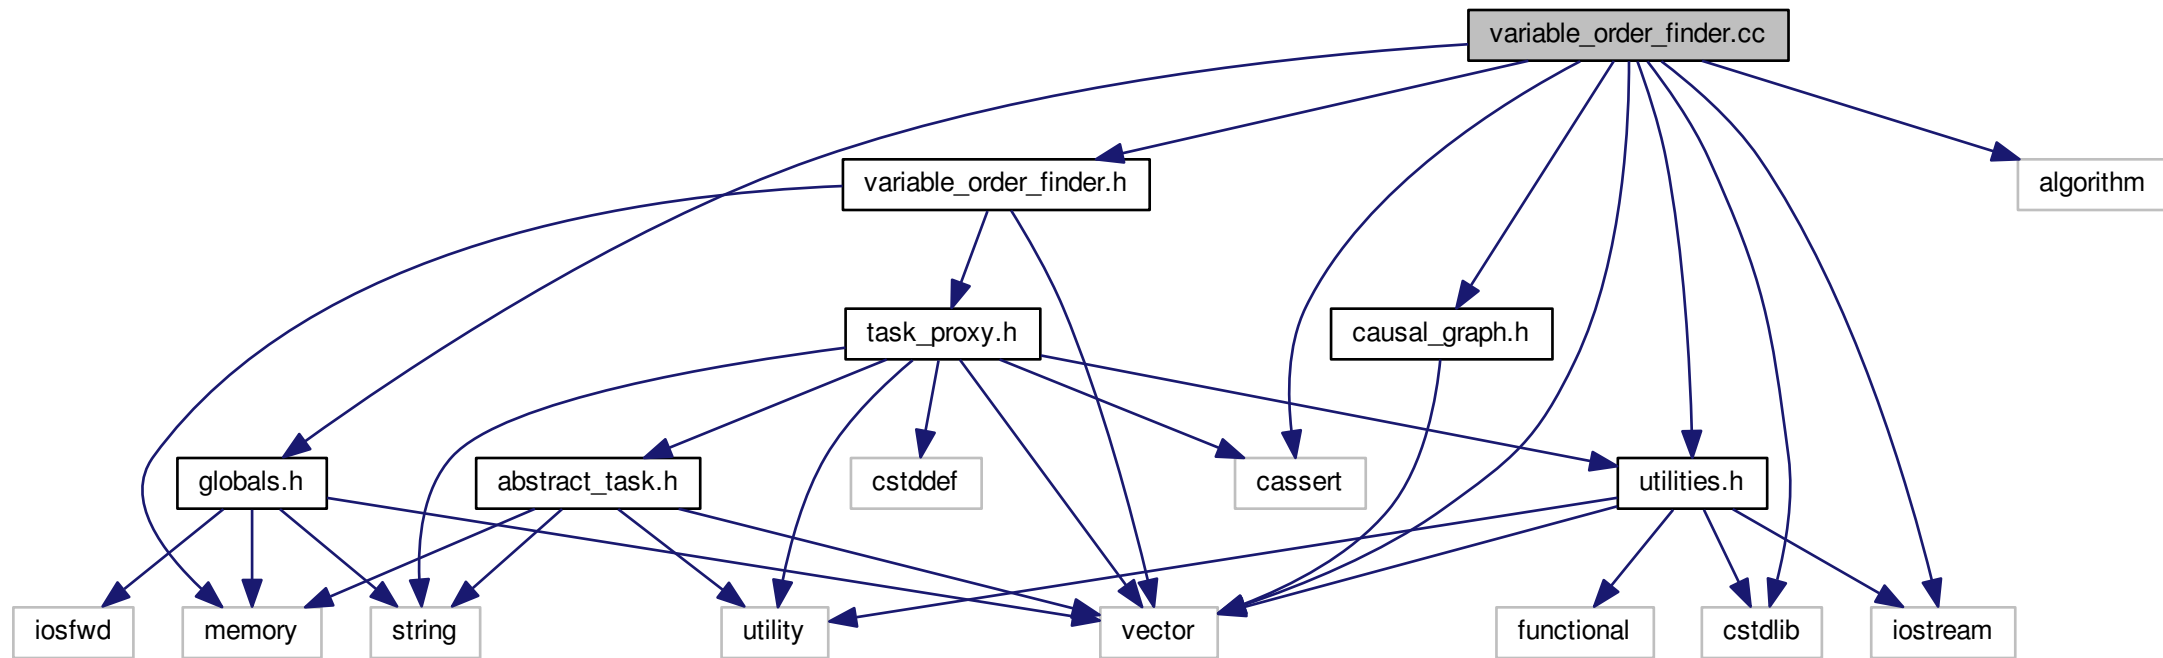 variable_order_finder.cc
variable_order_finder.h
algorithm
task_proxy.h
causal_graph.h
globals.h
abstract_task.h
cstddef
cassert
utilities.h
iosfwd
memory
string
utility
vector
functional
cstdlib
iostream